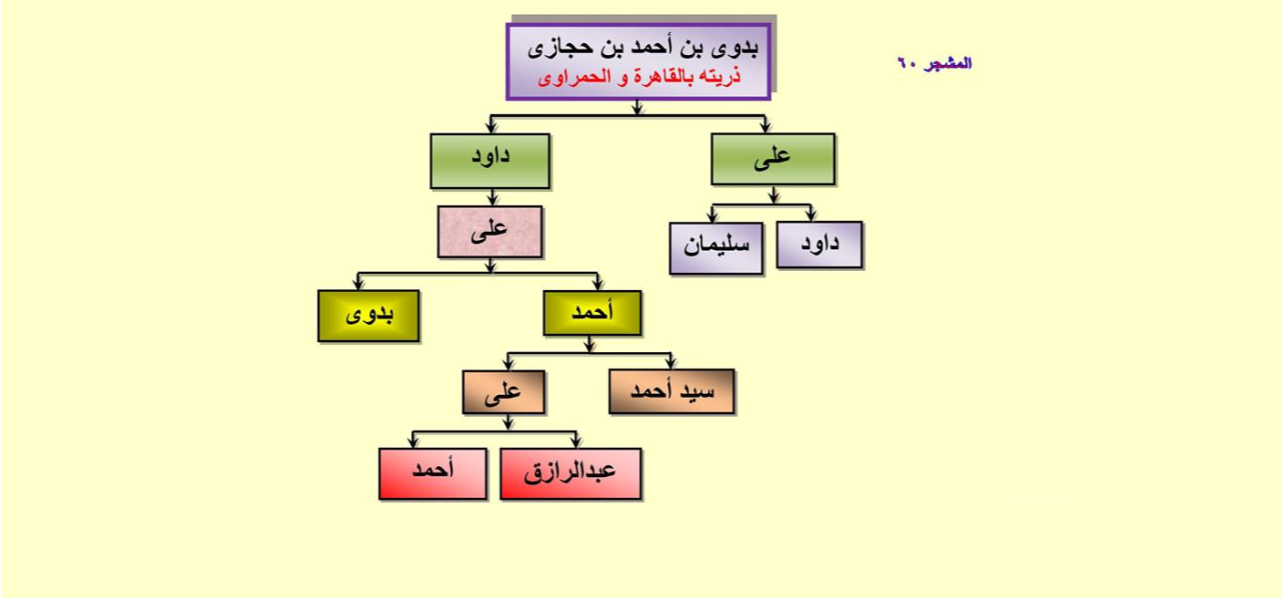 المشجر ٦٠
بدوى بن أحمد بن حجازى
ذريته بالقاهرة و الحمراوى
على
داود
داود
سليمان
على
أحمد
بدوى
سيد أحمد
على
عبدالرازق
أحمد